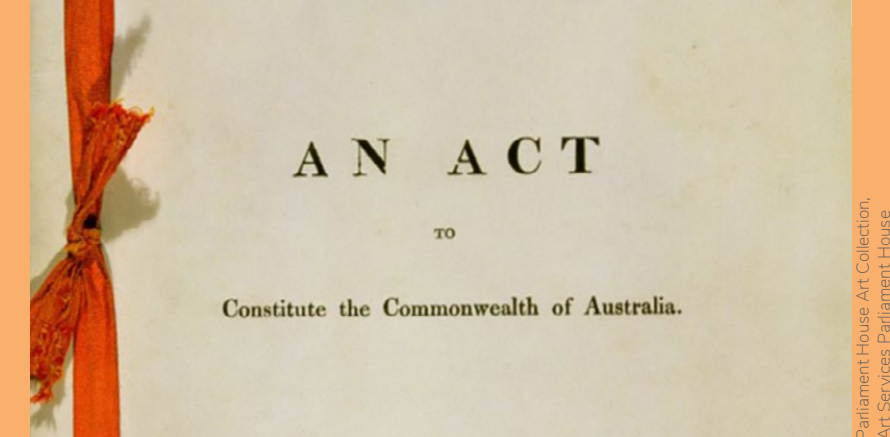 AN ACT
TO
Constitute the Commonwealth of Australia.
Parliament House Art Collection,
Art Services Parliament House